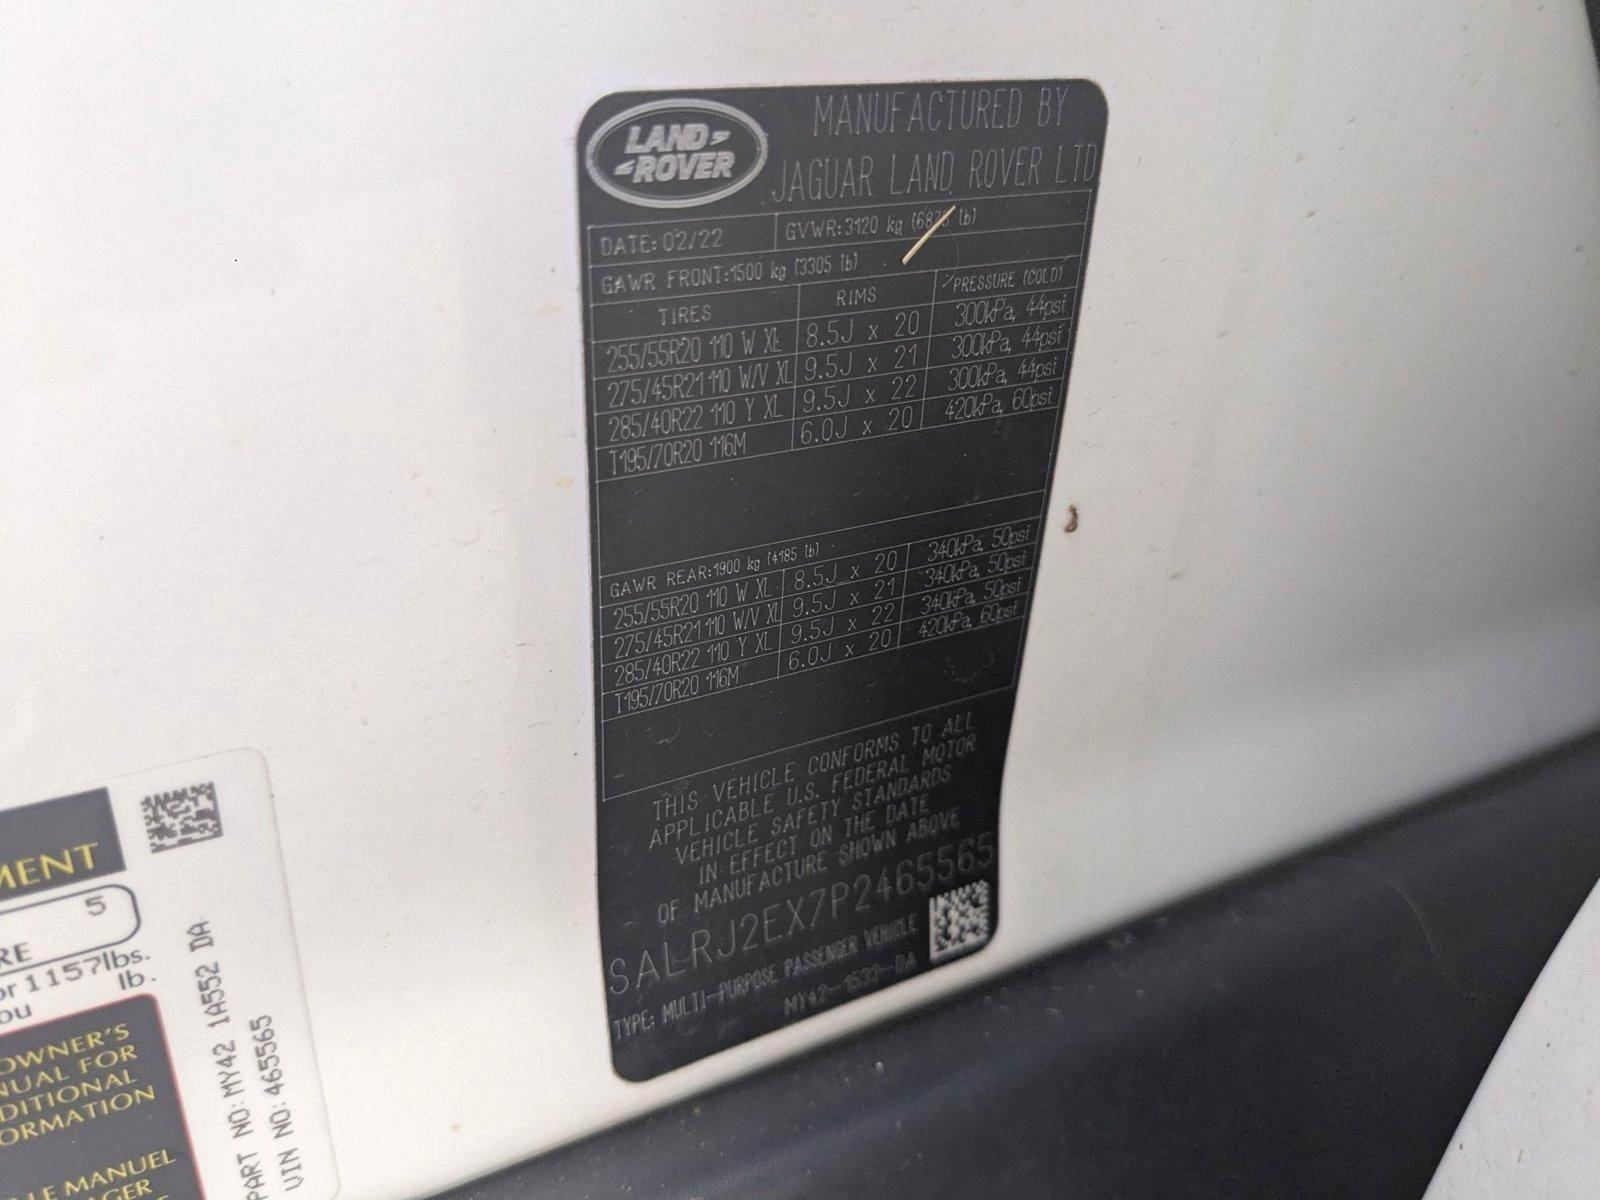 LAND
ROVER
MANUFACTURED BY
JAGUAR LAND ROVER LTD
DATE: 02/22
GVWR:3120 kg lb)
GAWR FRONT:1500 kg (3305 lb)
TIRES RIMS PRESSURE (COLD)
255/55R20 110 W XL 8.5J x 20 300kPa, 44psi
275/45R21 110 W/V XL 9.5J x 21 300kPa, 44psi
285/40R22 110 Y XL 9.5J x 22 300kPa, 44psi
T195/70R20 116M 6.0J x 20 420kPa, 60psi
GAWR REAR:1900 kg (4185 lb)
255/55R20 110 W XL 8.5J x 20 340kPa, 50psi
275/45R21 110 W/V XL 9.5J x 21 340kPa, 50psi
285/40R22 110 Y XL 9.5J x 22 340kPa, 50psi
T195/70R20 116M 6.0J x 20 420kPa, 60psi
THIS VEHICLE CONFORMS TO ALL
APPLICABLE U.S. FEDERAL MOTOR
VEHICLE SAFETY STANDARDS
IN EFFECT ON THE DATE
OF MANUFACTURE SHOWN ABOVE
SALRJ2EX7P2465565
TYPE: MULTI-PURPOSE PASSENGER VEHICLE
MY42-1532-DA
MENT
5
RE
or 1157lbs.
ou lb.
OWNER'S
NUAL FOR
DITIONAL
ORMATION
LE MANUEL
AGER
PART NO:MY42 1A552 DA
VIN NO:465565